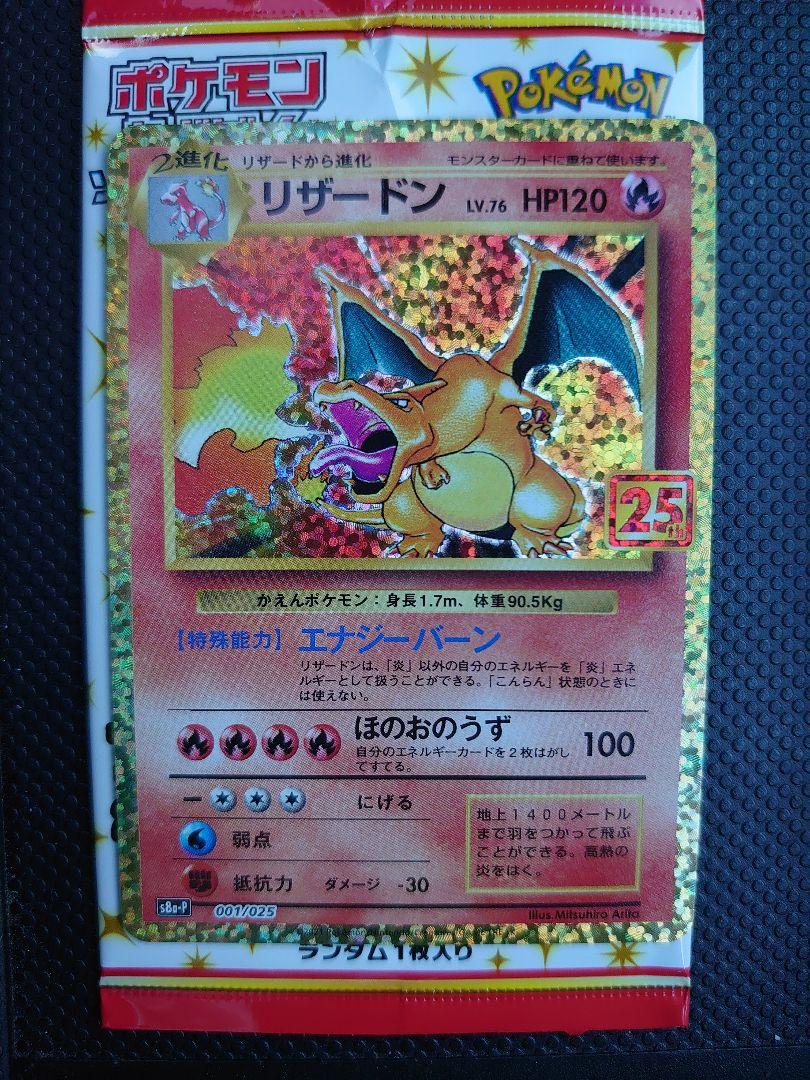 ポケモン
POKÉMON
2進化 リザードから進化 モンスターカードに重ねて使います。
リザードン LV.76 HP120
25th
かえんポケモン：身長1.7m、体重90.5Kg
【特殊能力】 エナジーバーン
リザードンは、「炎」以外の自分のエネルギーを「炎」エネ
ルギーとして扱うことができる。「こんらん」状態のときに
は使えない。
ほのおのうず 100
自分のエネルギーカードを2枚はがし
てすてる。
にげる
弱点
抵抗力 ダメージ -30
地上1400メートル
まで羽をつかって飛ぶ
ことができる。高熱の
炎をはく。
s8a-P 001/025
Illus.Mitsuhiro Arita
ランダム1枚入り